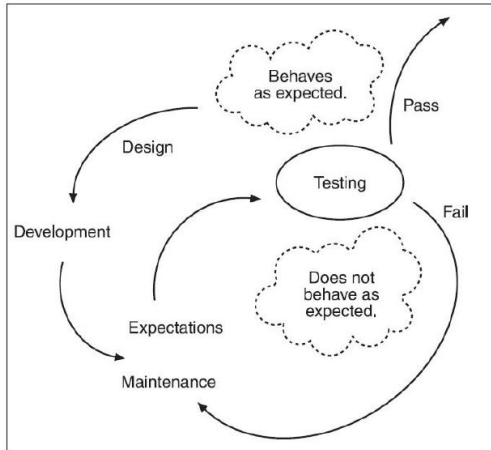 Behaves
as expected.
Pass
Design
Testing
Fail
Development
Does not
behave as
expected.
Expectations
Maintenance